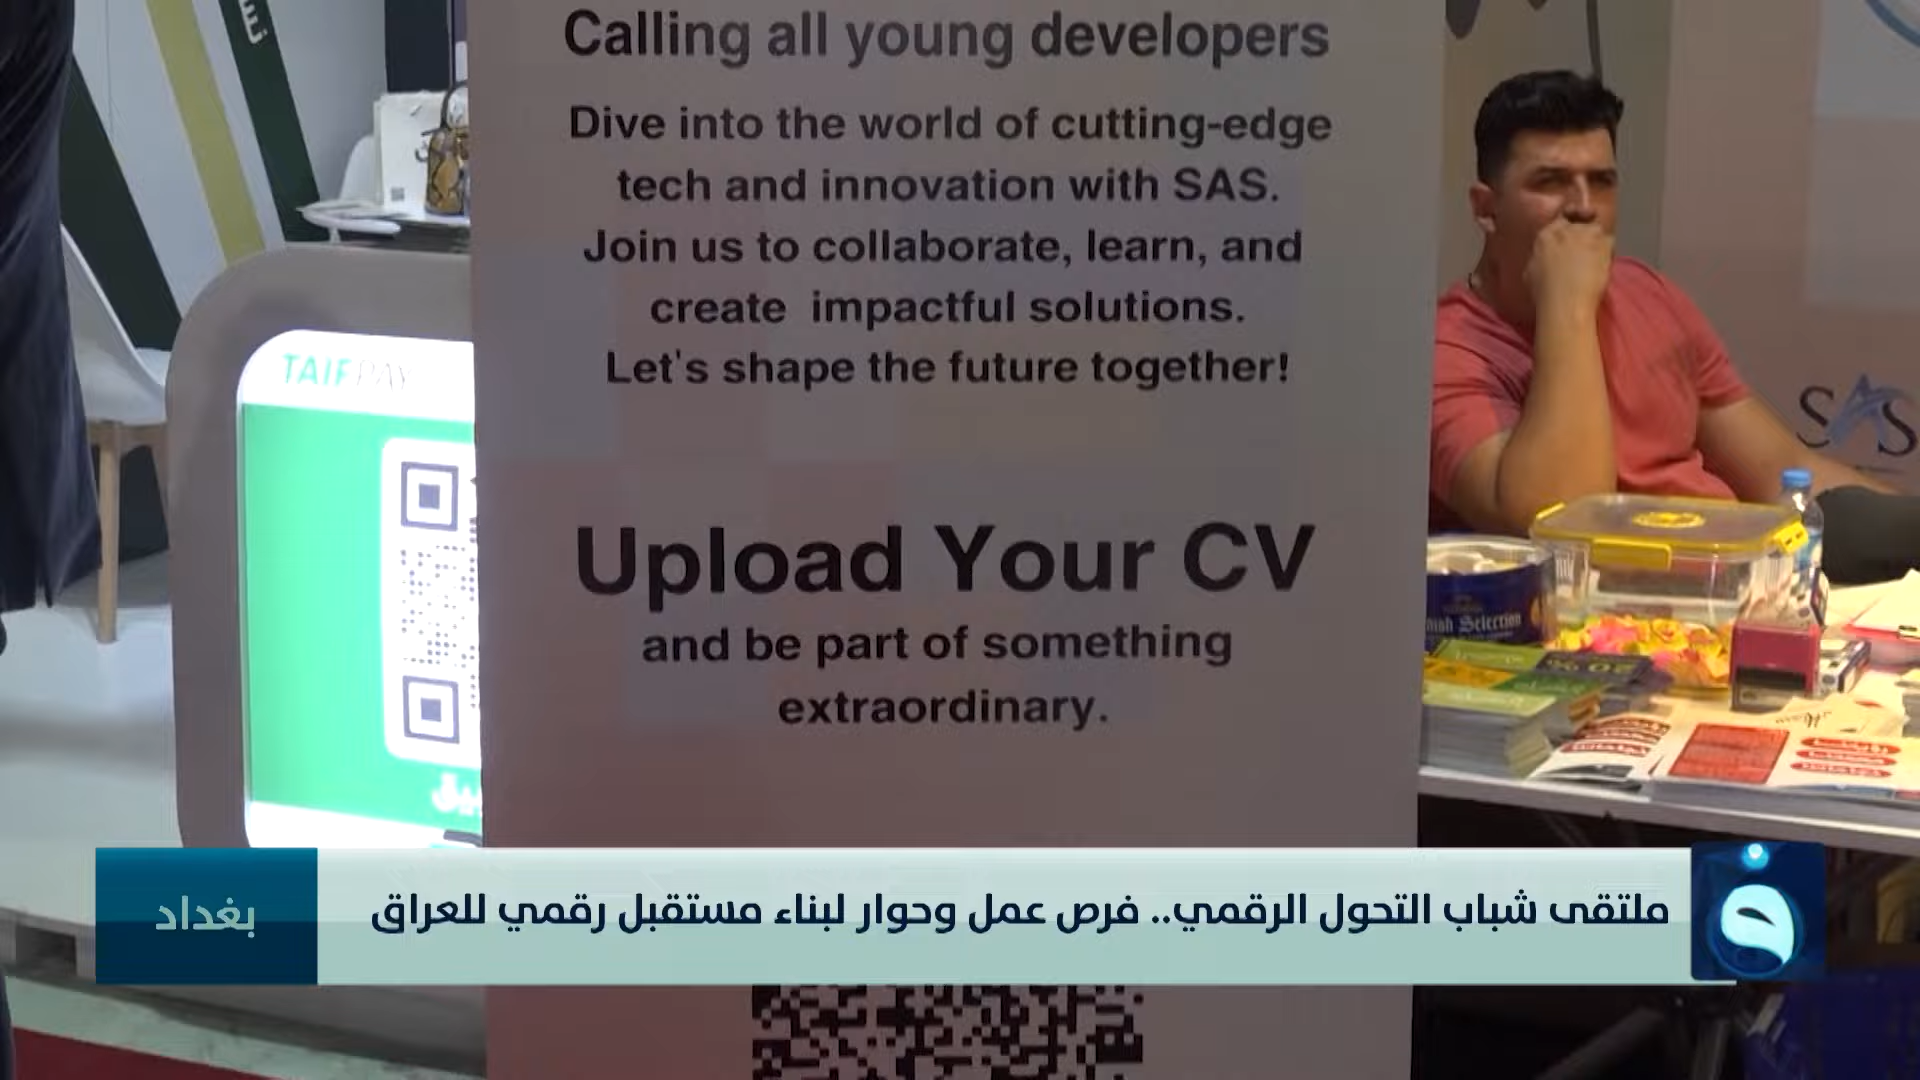 Calling all young developers
Dive into the world of cutting-edge
tech and innovation with SAS.
Join us to collaborate, learn, and
create impactful solutions.
Let's shape the future together!
Upload Your CV
and be part of something
extraordinary.
TAIFPAY
SAS
Selection
ملتقى شباب التحول الرقمي.. فرص عمل وحوار لبناء مستقبل رقمي للعراق
بغداد